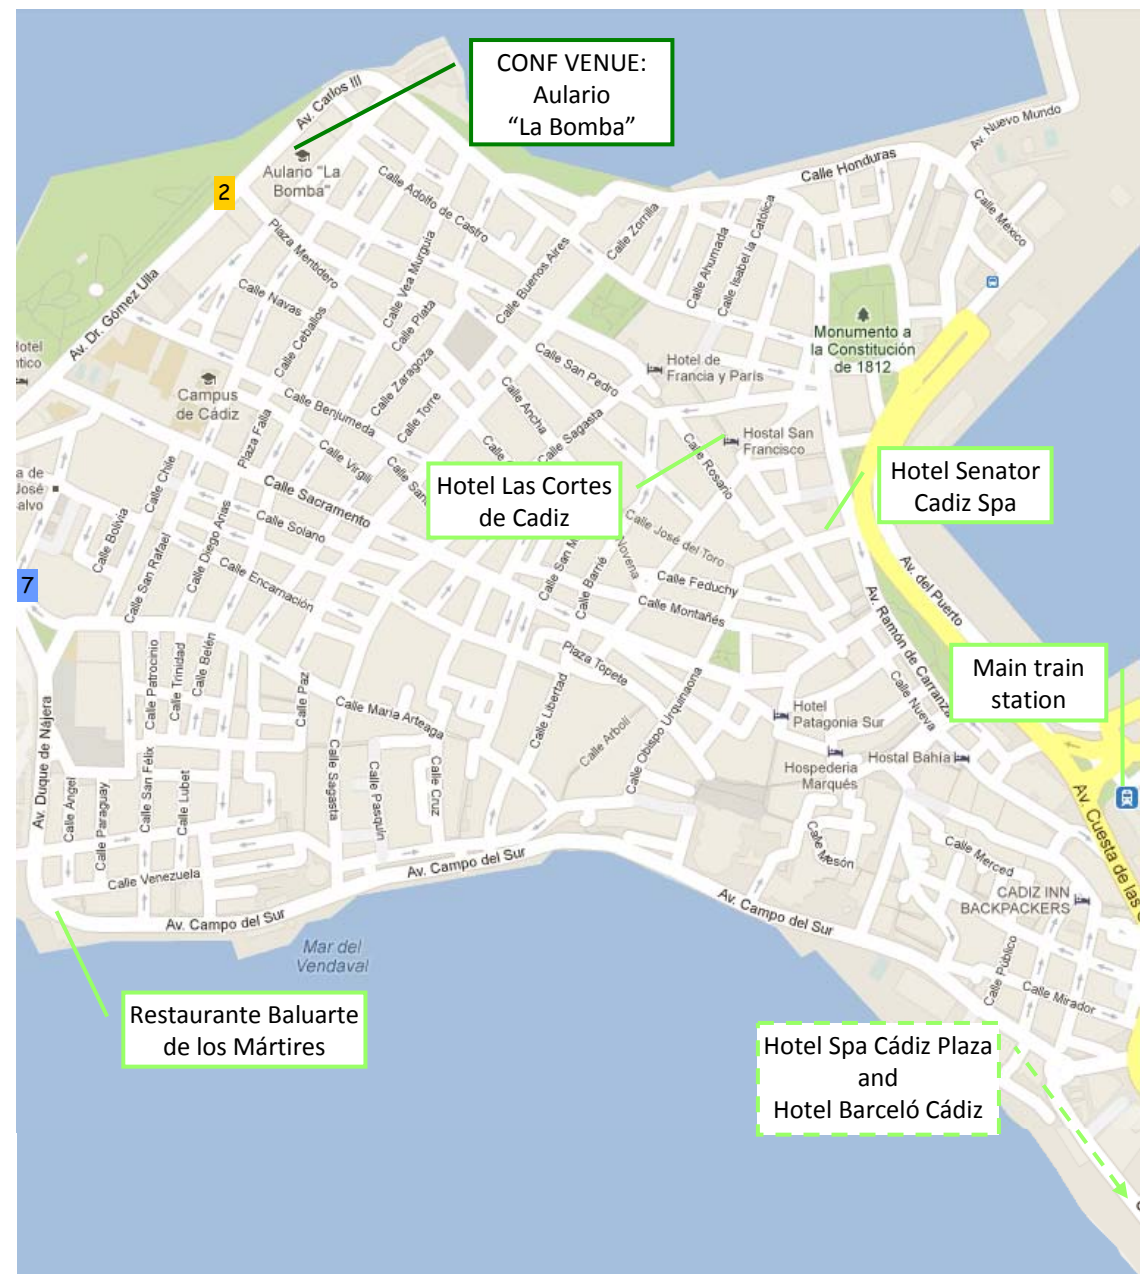 CONF VENUE:
Aulario
“La Bomba”
Av. Carlos III
Av. Nuevo Mundo
Aulario "La
Bomba"
2
Calle Honduras
Calle Adolfo de Castro
Calle México
Plaza Mentidero
Calle Vea Murguia
Calle Buenos Aires
Calle Zorrilla
Calle Ahumada
Calle Isabel la Católica
Av. Dr. Gómez Ulla
Calle Navas
Calle Ceballos
Calle Plata
Monumento a
la Constitución
de 1812
Hotel de
Francia y París
Calle San Pedro
Calle Zaragoza
Calle Torre
Calle Ancha
Calle Sagasta
Campus
de Cádiz
Calle Benjumeda
Plaza Falla
Calle Virgili
Calle Rosario
Hostal San
Francisco
Hotel Las Cortes
de Cadiz
Hotel Senator
Cadiz Spa
Calle Chile
Calle Sacramento
Calle Solano
Calle Bolivia
Calle San Rafael
Calle Diego Arias
Calle Encarnación
Calle José del Toro
Novena
Calle Barrié
Calle Feduchy
Calle Montañés
7
Av. del Puerto
Av. Ramón de Carranza
Main train
station
Plaza Topete
Calle Patrocinio
Calle Trinidad
Calle Belén
Calle Paz
Calle María Arteaga
Calle Libertad
Calle Arbolí
Calle Obispo Urquinaona
Calle Nueva
Hotel
Patagonia Sur
Hostal Bahía
Hospederia
Marqués
Av. Duque de Nájera
Calle Ángel
Calle Paraguay
Calle San Félix
Calle Lubet
Calle Sagasta
Calle Pasquín
Calle Cruz
Av. Cuesta de las
Calle Mesón
Calle Merced
Calle Venezuela
Av. Campo del Sur
Av. Campo del Sur
Av. Campo del Sur
CADIZ INN
BACKPACKERS
Mar del
Vendaval
Calle Público
Calle Mirador
Restaurante Baluarte
de los Mártires
Hotel Spa Cádiz Plaza
and
Hotel Barceló Cádiz